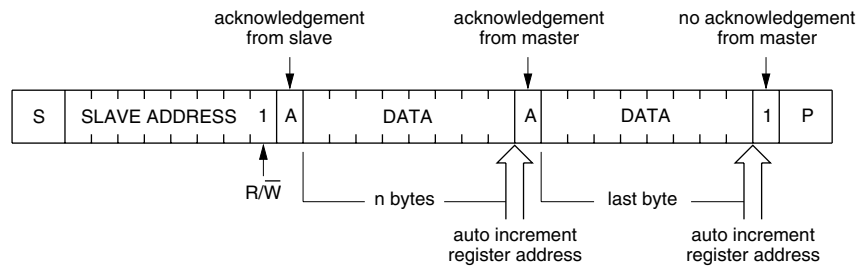 acknowledgement
from slave
acknowledgement
from master
no acknowledgement
from master
S SLAVE ADDRESS 1 A DATA A DATA 1 P
R/W̅
n bytes
last byte
auto increment
register address
auto increment
register address